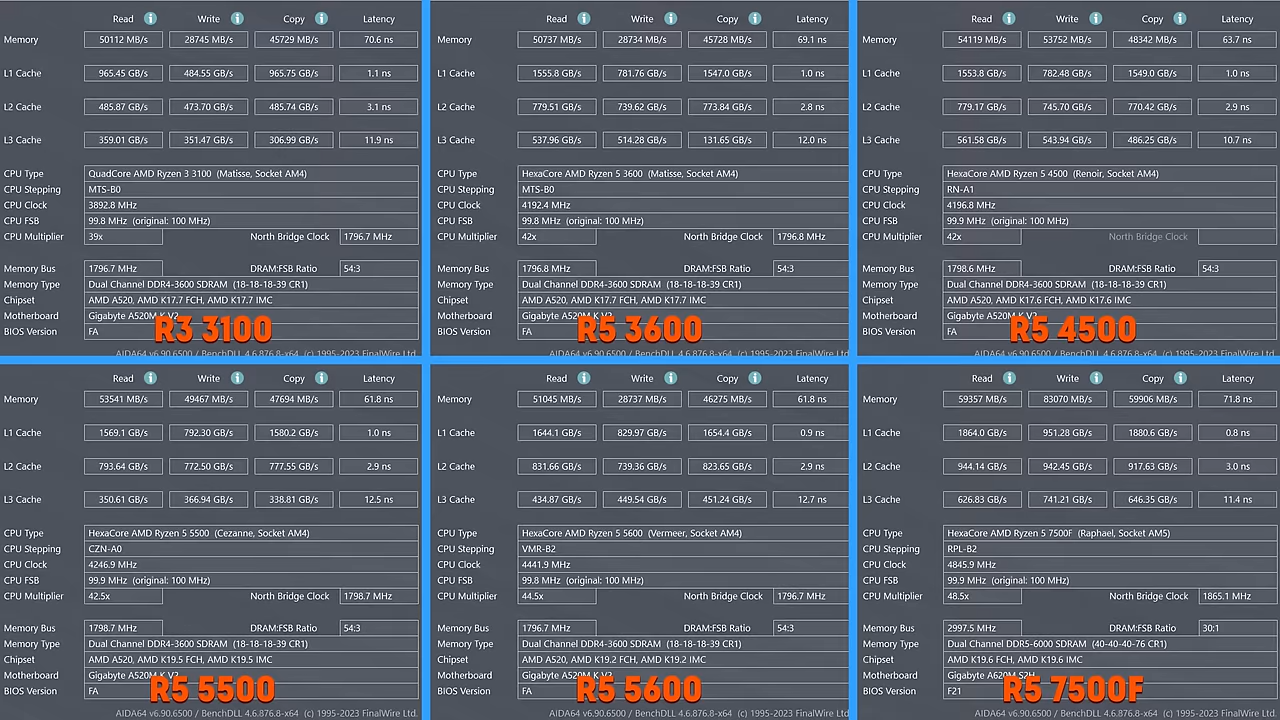 Read Write Copy Latency
Memory 50112 MB/s 28745 MB/s 45729 MB/s 70.6 ns
L1 Cache 965.45 GB/s 484.55 GB/s 965.75 GB/s 1.1 ns
L2 Cache 485.87 GB/s 473.70 GB/s 485.74 GB/s 3.1 ns
L3 Cache 359.01 GB/s 351.47 GB/s 306.99 GB/s 11.9 ns
CPU Type QuadCore AMD Ryzen 3 3100 (Matisse, Socket AM4)
CPU Stepping MTS-B0
CPU Clock 3892.8 MHz
CPU FSB 99.8 MHz (original: 100 MHz)
CPU Multiplier 39x North Bridge Clock 1796.7 MHz
Memory Bus 1796.7 MHz DRAM:FSB Ratio 54:3
Memory Type Dual Channel DDR4-3600 SDRAM (18-18-18-39 CR1)
Chipset AMD A520, AMD K17.7 FCH, AMD K17.7 IMC
Motherboard Gigabyte A520M K V2
BIOS Version FA
R3 3100
AIDA64 v6.90.6500 / BenchDLL 4.6.876.8-x64 (c) 1995-2023 FinalWire Ltd.
Read Write Copy Latency
Memory 50737 MB/s 28734 MB/s 45728 MB/s 69.1 ns
L1 Cache 1555.8 GB/s 781.76 GB/s 1547.0 GB/s 1.0 ns
L2 Cache 779.51 GB/s 739.62 GB/s 773.84 GB/s 2.8 ns
L3 Cache 537.96 GB/s 514.28 GB/s 131.65 GB/s 12.0 ns
CPU Type HexaCore AMD Ryzen 5 3600 (Matisse, Socket AM4)
CPU Stepping MTS-B0
CPU Clock 4192.4 MHz
CPU FSB 99.8 MHz (original: 100 MHz)
CPU Multiplier 42x North Bridge Clock 1796.8 MHz
Memory Bus 1796.8 MHz DRAM:FSB Ratio 54:3
Memory Type Dual Channel DDR4-3600 SDRAM (18-18-18-39 CR1)
Chipset AMD A520, AMD K17.7 FCH, AMD K17.7 IMC
Motherboard Gigabyte A520M K V2
BIOS Version FA
R5 3600
AIDA64 v6.90.6500 / BenchDLL 4.6.876.8-x64 (c) 1995-2023 FinalWire Ltd
Read Write Copy Latency
Memory 54119 MB/s 53752 MB/s 48342 MB/s 63.7 ns
L1 Cache 1553.8 GB/s 782.48 GB/s 1549.0 GB/s 1.0 ns
L2 Cache 779.17 GB/s 745.70 GB/s 770.42 GB/s 2.9 ns
L3 Cache 561.58 GB/s 543.94 GB/s 486.25 GB/s 10.7 ns
CPU Type HexaCore AMD Ryzen 5 4500 (Renoir, Socket AM4)
CPU Stepping RN-A1
CPU Clock 4196.8 MHz
CPU FSB 99.9 MHz (original: 100 MHz)
CPU Multiplier 42x North Bridge Clock
Memory Bus 1798.6 MHz DRAM:FSB Ratio 54:3
Memory Type Dual Channel DDR4-3600 SDRAM (18-18-18-39 CR1)
Chipset AMD A520, AMD K17.6 FCH, AMD K17.6 IMC
Motherboard Gigabyte A520M K V2
BIOS Version FA
R5 4500
AIDA64 v6.90.6500 / BenchDLL 4.6.876.8-x64 (c) 1995-2023 FinalWire Ltd.
Read Write Copy Latency
Memory 53541 MB/s 49467 MB/s 47694 MB/s 61.8 ns
L1 Cache 1569.1 GB/s 792.30 GB/s 1580.2 GB/s 1.0 ns
L2 Cache 793.64 GB/s 772.50 GB/s 777.55 GB/s 2.9 ns
L3 Cache 350.61 GB/s 366.94 GB/s 338.81 GB/s 12.5 ns
CPU Type HexaCore AMD Ryzen 5 5500 (Cezanne, Socket AM4)
CPU Stepping CZN-A0
CPU Clock 4246.9 MHz
CPU FSB 99.9 MHz (original: 100 MHz)
CPU Multiplier 42.5x North Bridge Clock 1798.7 MHz
Memory Bus 1798.7 MHz DRAM:FSB Ratio 54:3
Memory Type Dual Channel DDR4-3600 SDRAM (18-18-18-39 CR1)
Chipset AMD A520, AMD K19.5 FCH, AMD K19.5 IMC
Motherboard Gigabyte A520M K V2
BIOS Version FA
R5 5500
AIDA64 v6.90.6500 / BenchDLL 4.6.876.8-x64 (c) 1995-2023 FinalWire Ltd.
Read Write Copy Latency
Memory 51045 MB/s 28737 MB/s 46275 MB/s 61.8 ns
L1 Cache 1644.1 GB/s 829.97 GB/s 1654.4 GB/s 0.9 ns
L2 Cache 831.66 GB/s 739.36 GB/s 823.65 GB/s 2.9 ns
L3 Cache 434.87 GB/s 449.54 GB/s 451.24 GB/s 12.7 ns
CPU Type HexaCore AMD Ryzen 5 5600 (Vermeer, Socket AM4)
CPU Stepping VMR-B2
CPU Clock 4441.9 MHz
CPU FSB 99.8 MHz (original: 100 MHz)
CPU Multiplier 44.5x North Bridge Clock 1796.7 MHz
Memory Bus 1796.7 MHz DRAM:FSB Ratio 54:3
Memory Type Dual Channel DDR4-3600 SDRAM (18-18-18-39 CR1)
Chipset AMD A520, AMD K19.2 FCH, AMD K19.2 IMC
Motherboard Gigabyte A520M K V2
BIOS Version FA
R5 5600
AIDA64 v6.90.6500 / BenchDLL 4.6.876.8-x64 (c) 1995-2023 FinalWire Ltd
Read Write Copy Latency
Memory 59357 MB/s 83070 MB/s 59906 MB/s 71.8 ns
L1 Cache 1864.0 GB/s 951.28 GB/s 1880.6 GB/s 0.8 ns
L2 Cache 944.14 GB/s 942.45 GB/s 917.63 GB/s 3.0 ns
L3 Cache 626.83 GB/s 741.21 GB/s 646.35 GB/s 11.4 ns
CPU Type HexaCore AMD Ryzen 5 7500F (Raphael, Socket AM5)
CPU Stepping RPL-B2
CPU Clock 4845.9 MHz
CPU FSB 99.9 MHz (original: 100 MHz)
CPU Multiplier 48.5x North Bridge Clock 1865.1 MHz
Memory Bus 2997.5 MHz DRAM:FSB Ratio 30:1
Memory Type Dual Channel DDR5-6000 SDRAM (40-40-40-76 CR1)
Chipset AMD K19.6 FCH, AMD K19.6 IMC
Motherboard Gigabyte A620M S2H
BIOS Version F21
R5 7500F
AIDA64 v6.90.6500 / BenchDLL 4.6.876.8-x64 (c) 1995-2023 FinalWire Ltd.